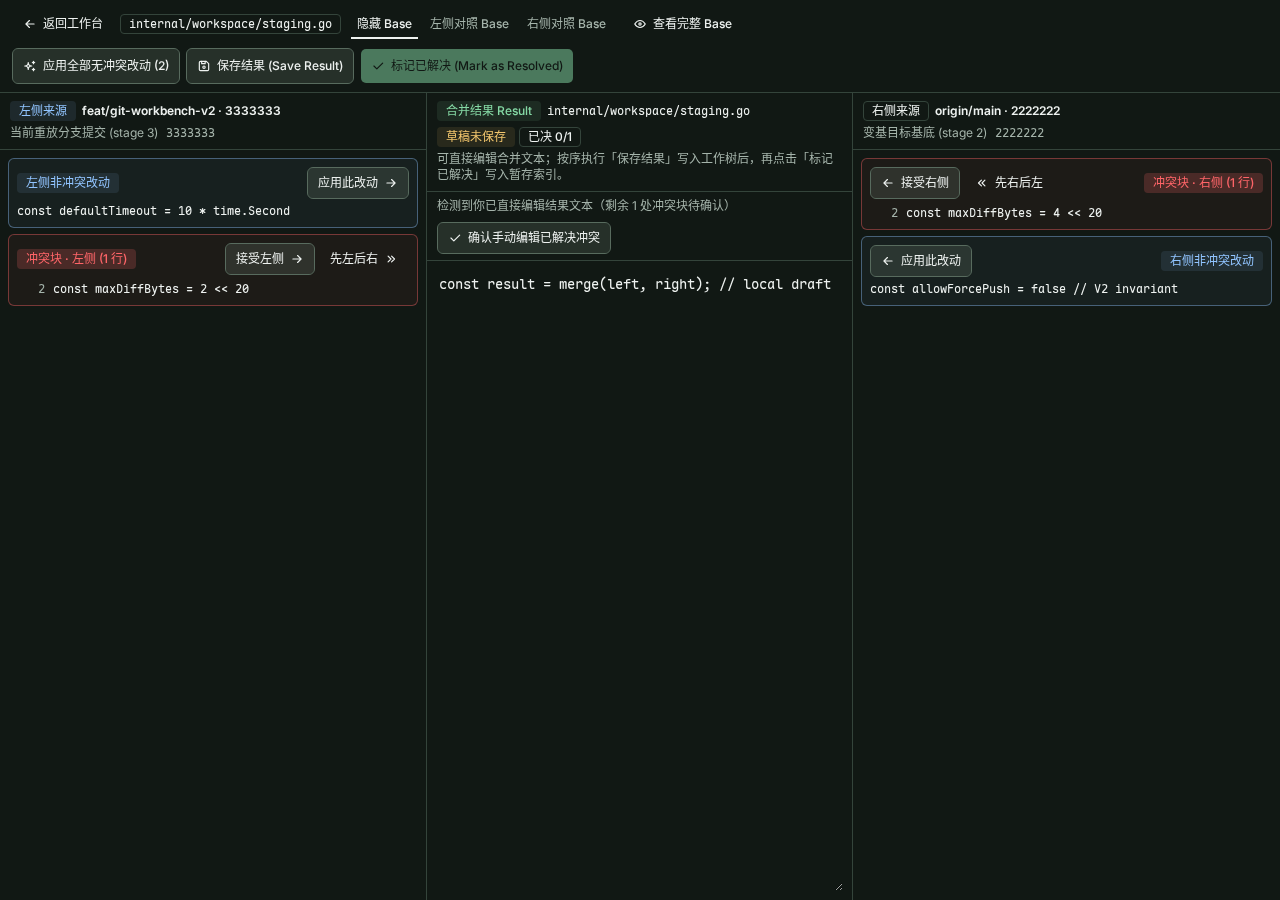 返回工作台 internal/workspace/staging.go 隐藏 Base 左侧对照 Base 右侧对照 Base 查看完整 Base
应用全部无冲突改动 (2) 保存结果 (Save Result) 标记已解决 (Mark as Resolved)
左侧来源 feat/git-workbench-v2 · 3333333
当前重放分支提交 (stage 3) 3333333
左侧非冲突改动 应用此改动
const defaultTimeout = 10 * time.Second
冲突块 · 左侧 (1 行) 接受左侧 先左后右
2 const maxDiffBytes = 2 << 20
合并结果 Result internal/workspace/staging.go
草稿未保存 已决 0/1
可直接编辑合并文本；按序执行「保存结果」写入工作树后，再点击「标记
已解决」写入暂存索引。
检测到你已直接编辑结果文本（剩余 1 处冲突块待确认）
确认手动编辑已解决冲突
const result = merge(left, right); // local draft
右侧来源 origin/main · 2222222
变基目标基底 (stage 2) 2222222
接受右侧 先右后左 冲突块 · 右侧 (1 行)
2 const maxDiffBytes = 4 << 20
应用此改动 右侧非冲突改动
const allowForcePush = false // V2 invariant